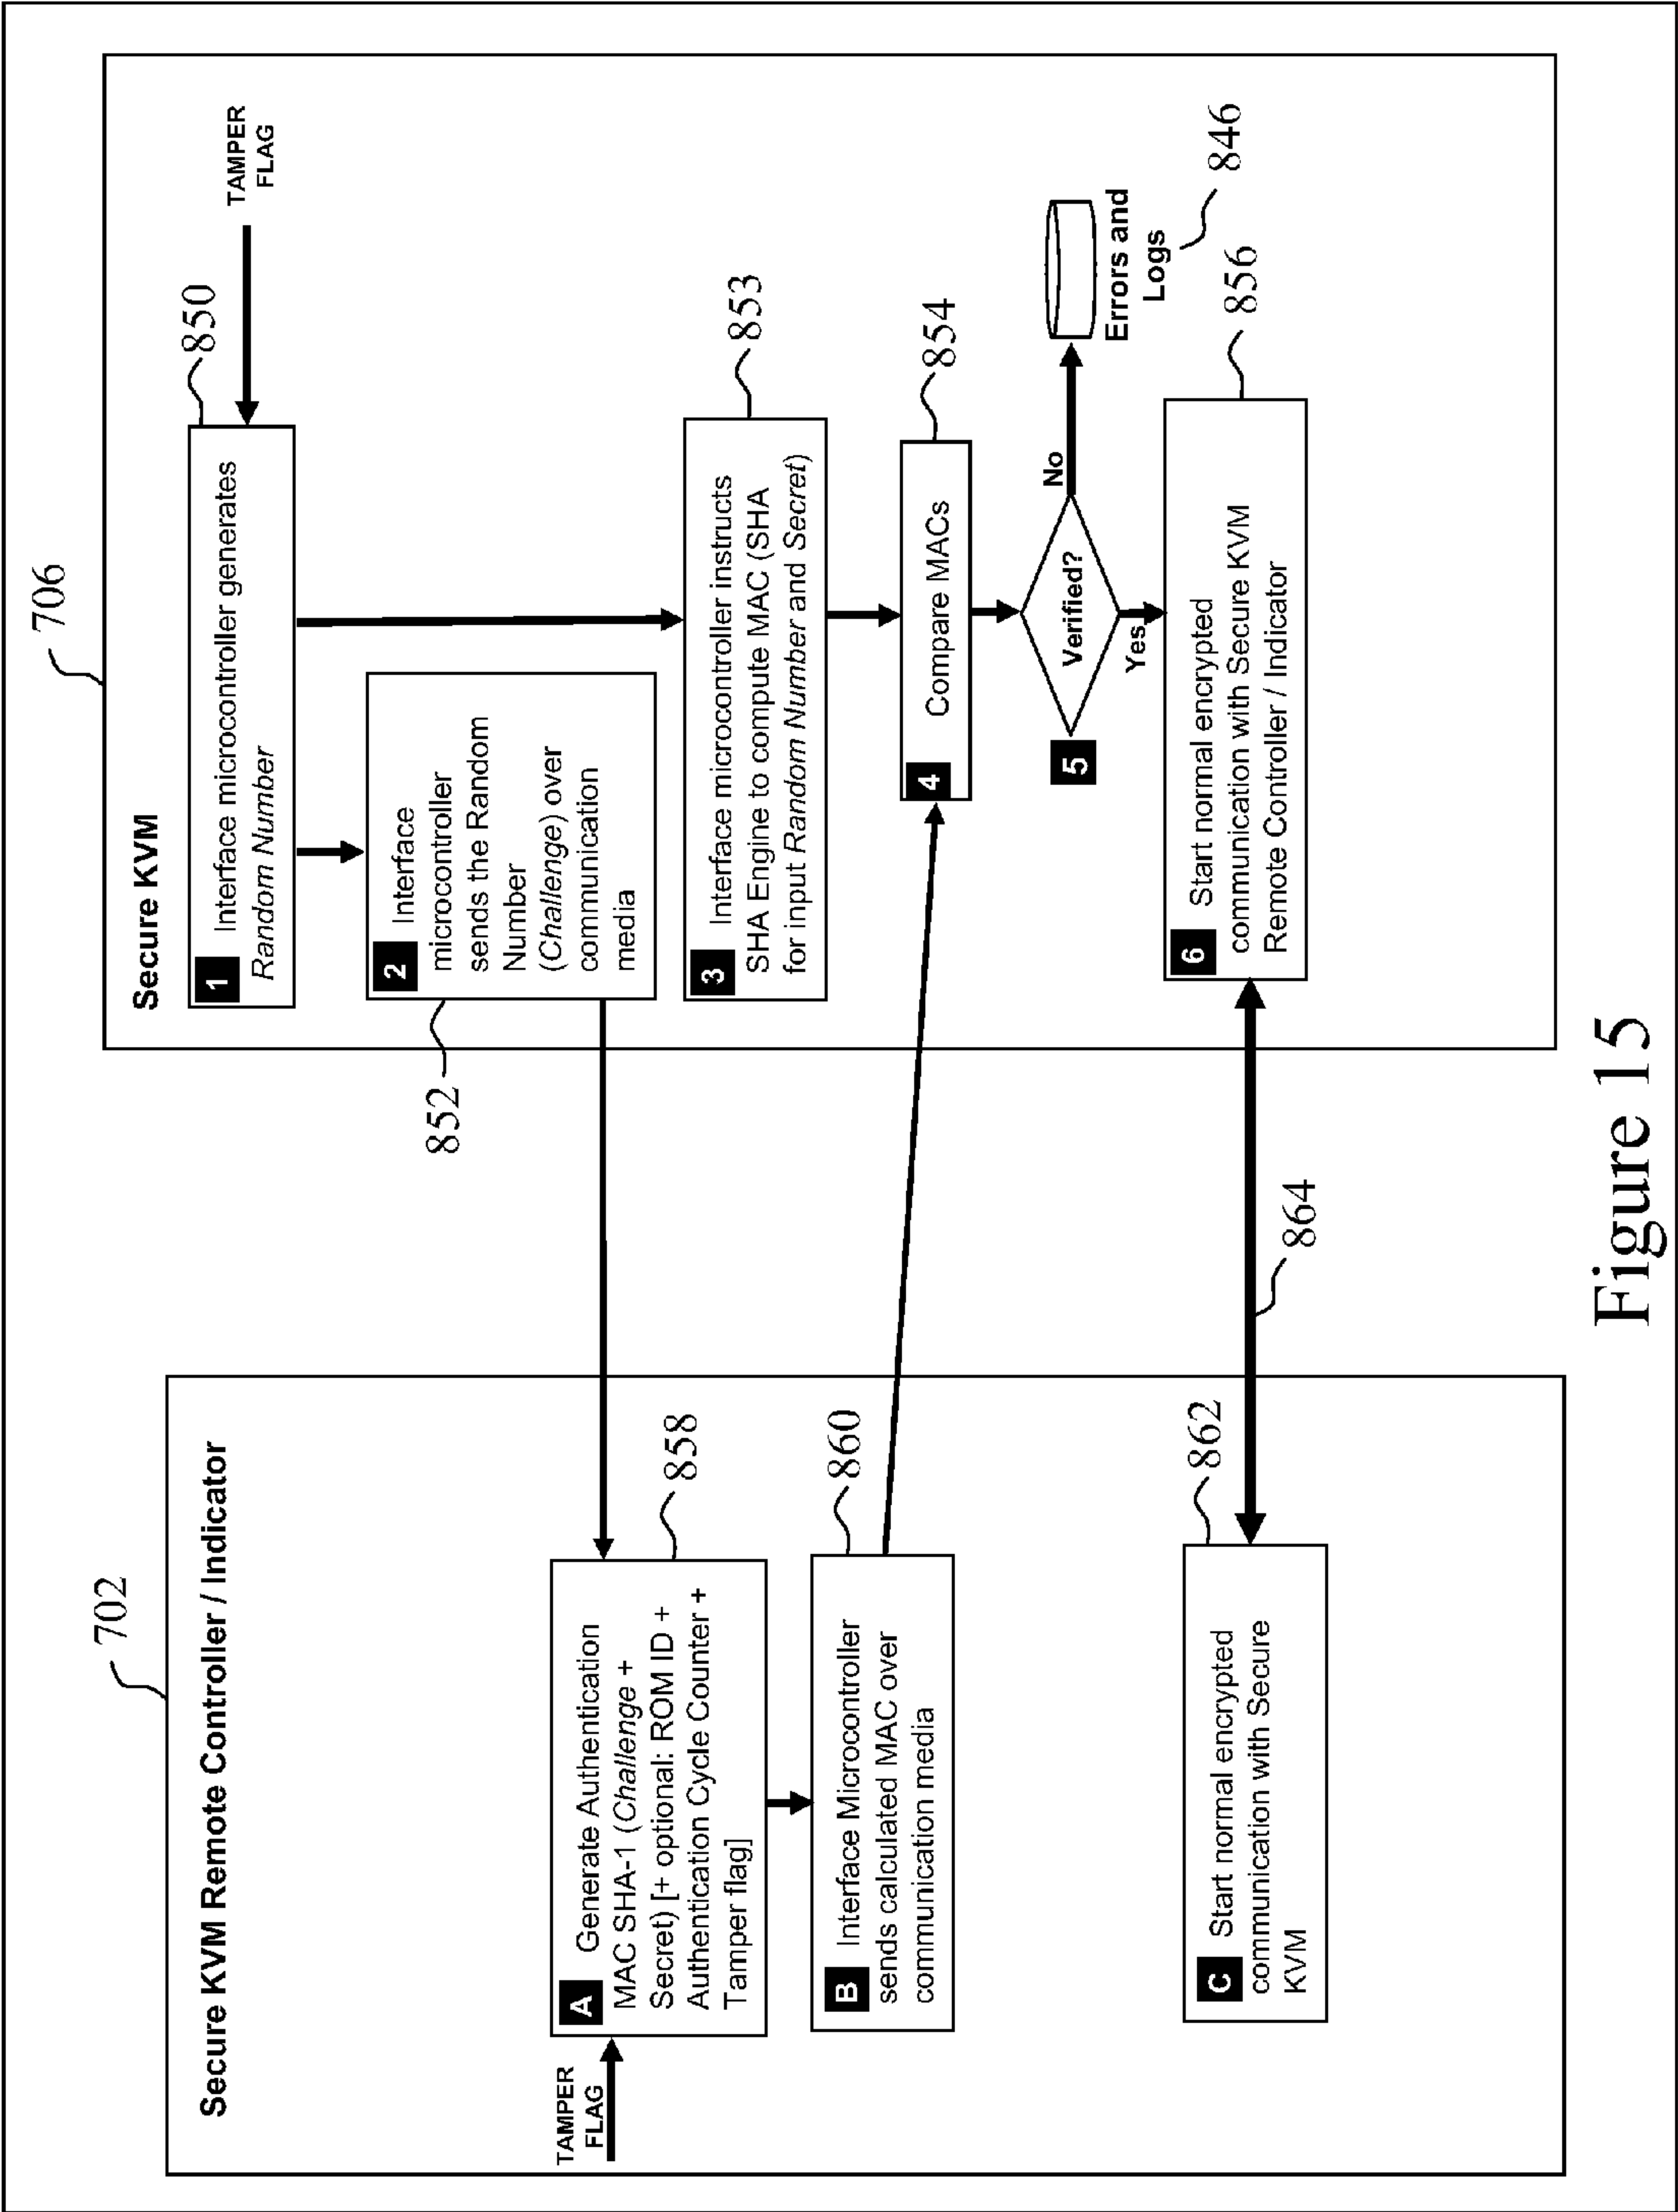 702
Secure KVM Remote Controller / Indicator
TAMPER
FLAG
A Generate Authentication
MAC SHA-1 (Challenge +
Secret) [+ optional: ROM ID +
Authentication Cycle Counter +
Tamper flag]
858
B Interface Microcontroller
sends calculated MAC over
communication media
860
C Start normal encrypted
communication with Secure
KVM
862
864
706
Secure KVM
1 Interface microcontroller generates
Random Number
850
TAMPER
FLAG
2 Interface
microcontroller
sends the Random
Number
(Challenge) over
communication
media
852
3 Interface microcontroller instructs
SHA Engine to compute MAC (SHA
for input Random Number and Secret)
853
4 Compare MACs
854
5
Verified?
No
Yes
Errors and
Logs
846
6 Start normal encrypted
communication with Secure KVM
Remote Controller / Indicator
856
Figure 15